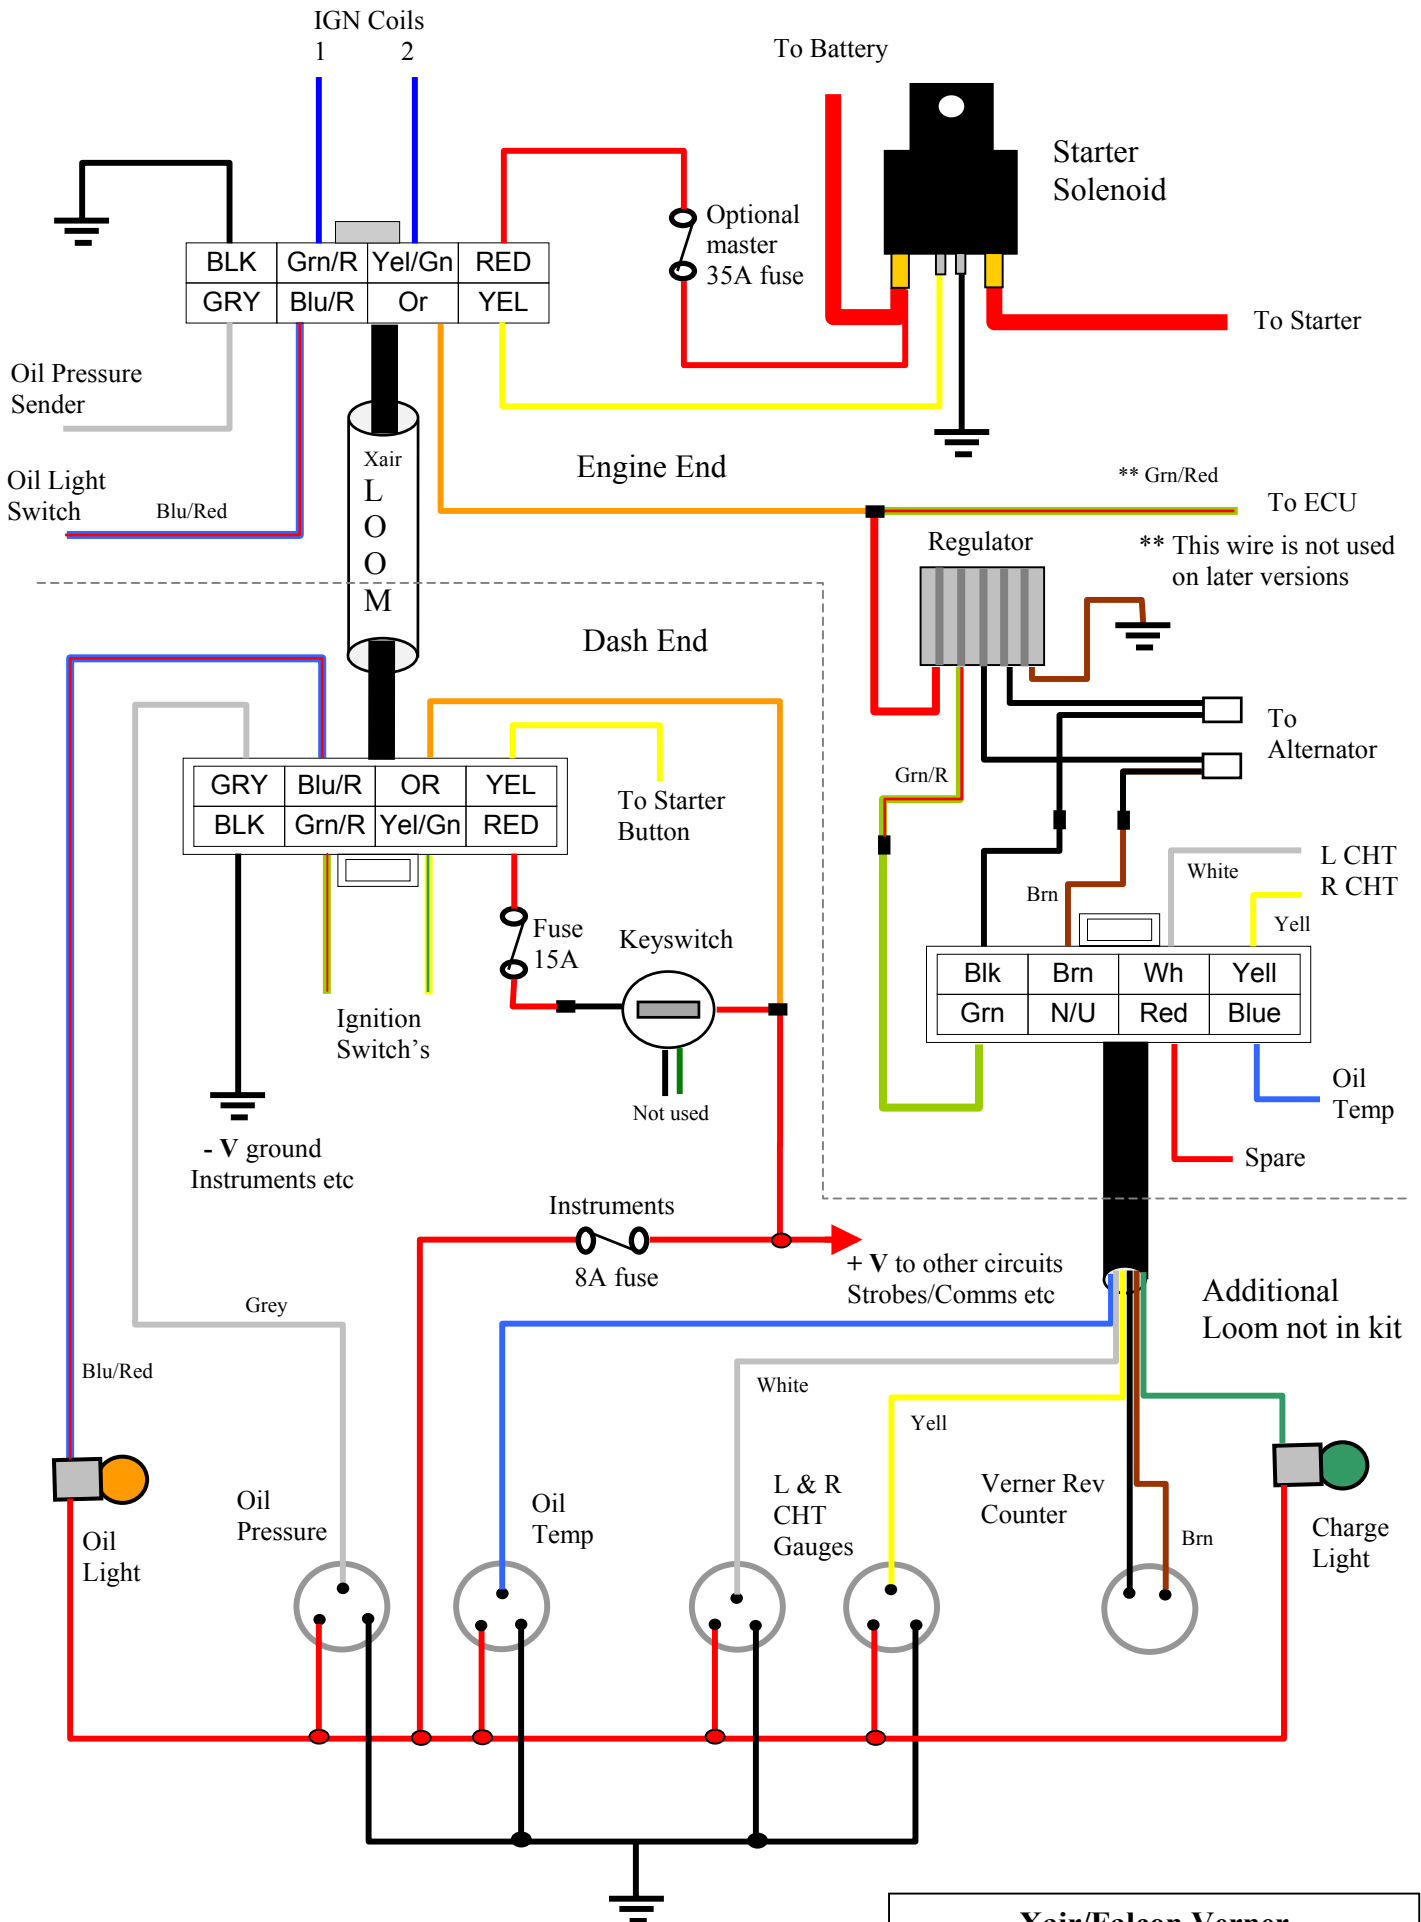 IGN Coils
1 2
To Battery
Starter
Solenoid
Optional
master
35A fuse
BLK Grn/R Yel/Gn RED
GRY Blu/R Or YEL
To Starter
Oil Pressure
Sender
Xair
L
O
O
M
Engine End
Oil Light
Switch
Blu/Red
** Grn/Red
To ECU
** This wire is not used
on later versions
Regulator
Dash End
To
Alternator
Grn/R
GRY Blu/R OR YEL
BLK Grn/R Yel/Gn RED
To Starter
Button
L CHT
R CHT
White
Brn
Yell
Fuse
15A
Keyswitch
Blk Brn Wh Yell
Grn N/U Red Blue
Ignition
Switch's
Not used
Oil
Temp
Spare
- V ground
Instruments etc
Instruments
8A fuse
+ V to other circuits
Strobes/Comms etc
Additional
Loom not in kit
Grey
Blu/Red
White
Yell
Oil
Light
Oil
Pressure
Oil
Temp
L & R
CHT
Gauges
Verner Rev
Counter
Brn
Charge
Light
Xair/Falcon Verner